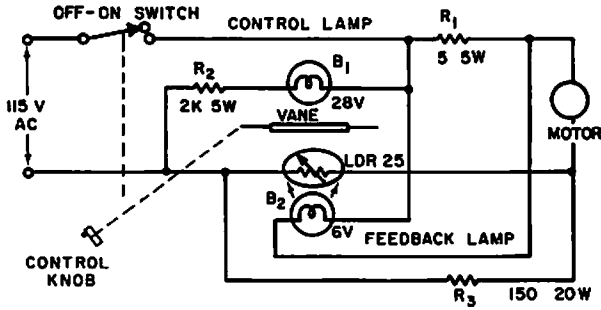 OFF-ON SWITCH
CONTROL LAMP
R1
5 5W
R2
2K 5W
B1
28V
115 V
AC
VANE
MOTOR
LDR 25
B2
6V
FEEDBACK LAMP
CONTROL
KNOB
R3
150 20W